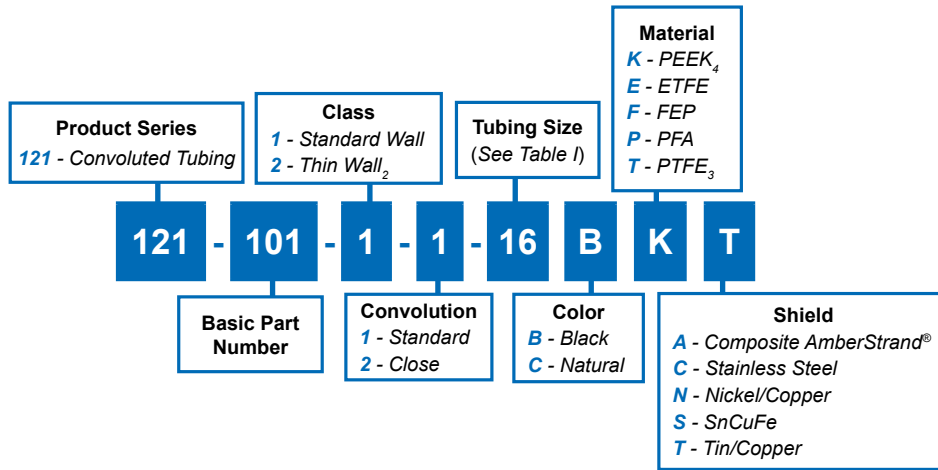 Material
K - PEEK4
E - ETFE
F - FEP
P - PFA
T - PTFE3
Class
1 - Standard Wall
2 - Thin Wall2
Product Series
121 - Convoluted Tubing
Tubing Size
(See Table I)
121 - 101 - 1 - 1 - 16 B K T
Basic Part
Number
Convolution
1 - Standard
2 - Close
Color
B - Black
C - Natural
Shield
A - Composite AmberStrand®
C - Stainless Steel
N - Nickel/Copper
S - SnCuFe
T - Tin/Copper